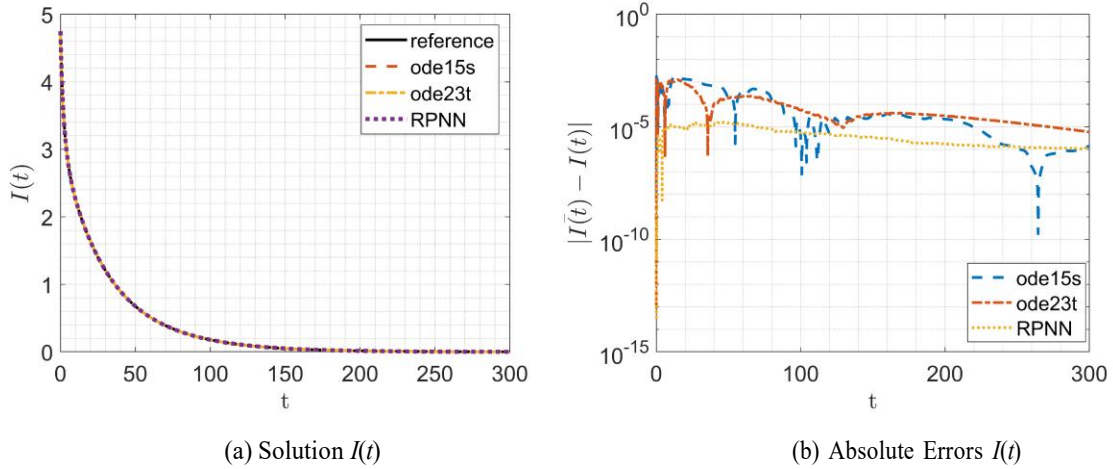 5
4
3
2
1
0
0
50
100
150
200
250
300
I(t)
t
reference
ode15s
ode23t
RPNN
(a) Solution I(t)
10^0
10^-5
10^-10
10^-15
0
100
200
300
|I(t̄) − I(t)|
t
ode15s
ode23t
RPNN
(b) Absolute Errors I(t)